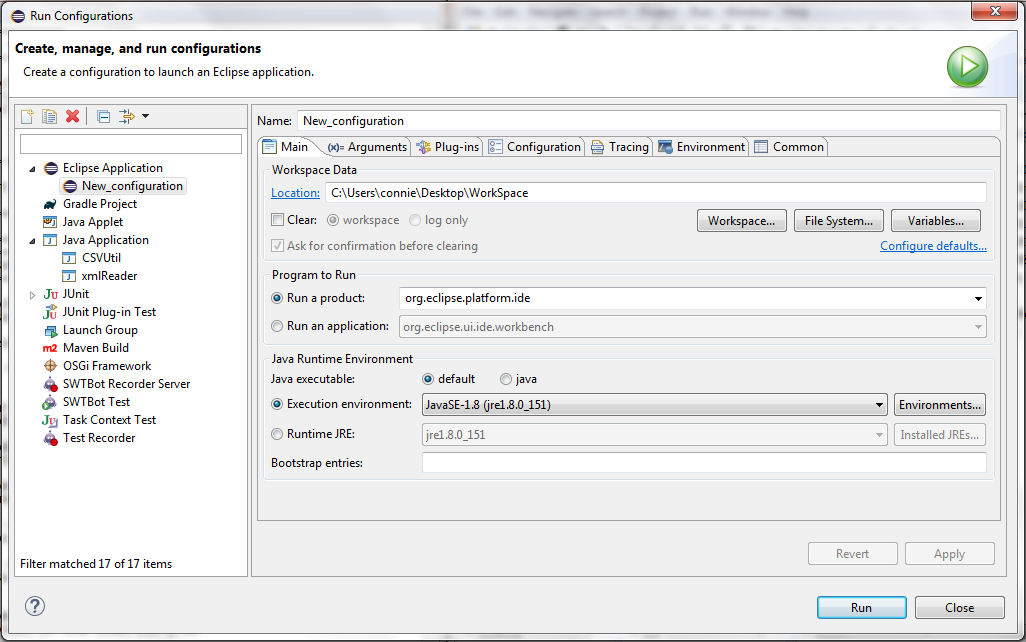 Run Configurations
Create, manage, and run configurations
Create a configuration to launch an Eclipse application.
Name: New_configuration
Main (x)= Arguments Plug-ins Configuration Tracing Environment Common
Eclipse Application
New_configuration
Gradle Project
Java Applet
Java Application
CSVUtil
xmlReader
JUnit
JUnit Plug-in Test
Launch Group
Maven Build
OSGi Framework
SWTBot Recorder Server
SWTBot Test
Task Context Test
Test Recorder
Filter matched 17 of 17 items
Workspace Data
Location: C:\Users\connie\Desktop\WorkSpace
Clear: workspace log only Workspace... File System... Variables...
Ask for confirmation before clearing Configure defaults...
Program to Run
Run a product: org.eclipse.platform.ide
Run an application: org.eclipse.ui.ide.workbench
Java Runtime Environment
Java executable: default java
Execution environment: JavaSE-1.8 (jre1.8.0_151) Environments...
Runtime JRE: jre1.8.0_151 Installed JREs...
Bootstrap entries:
Revert Apply
Run Close